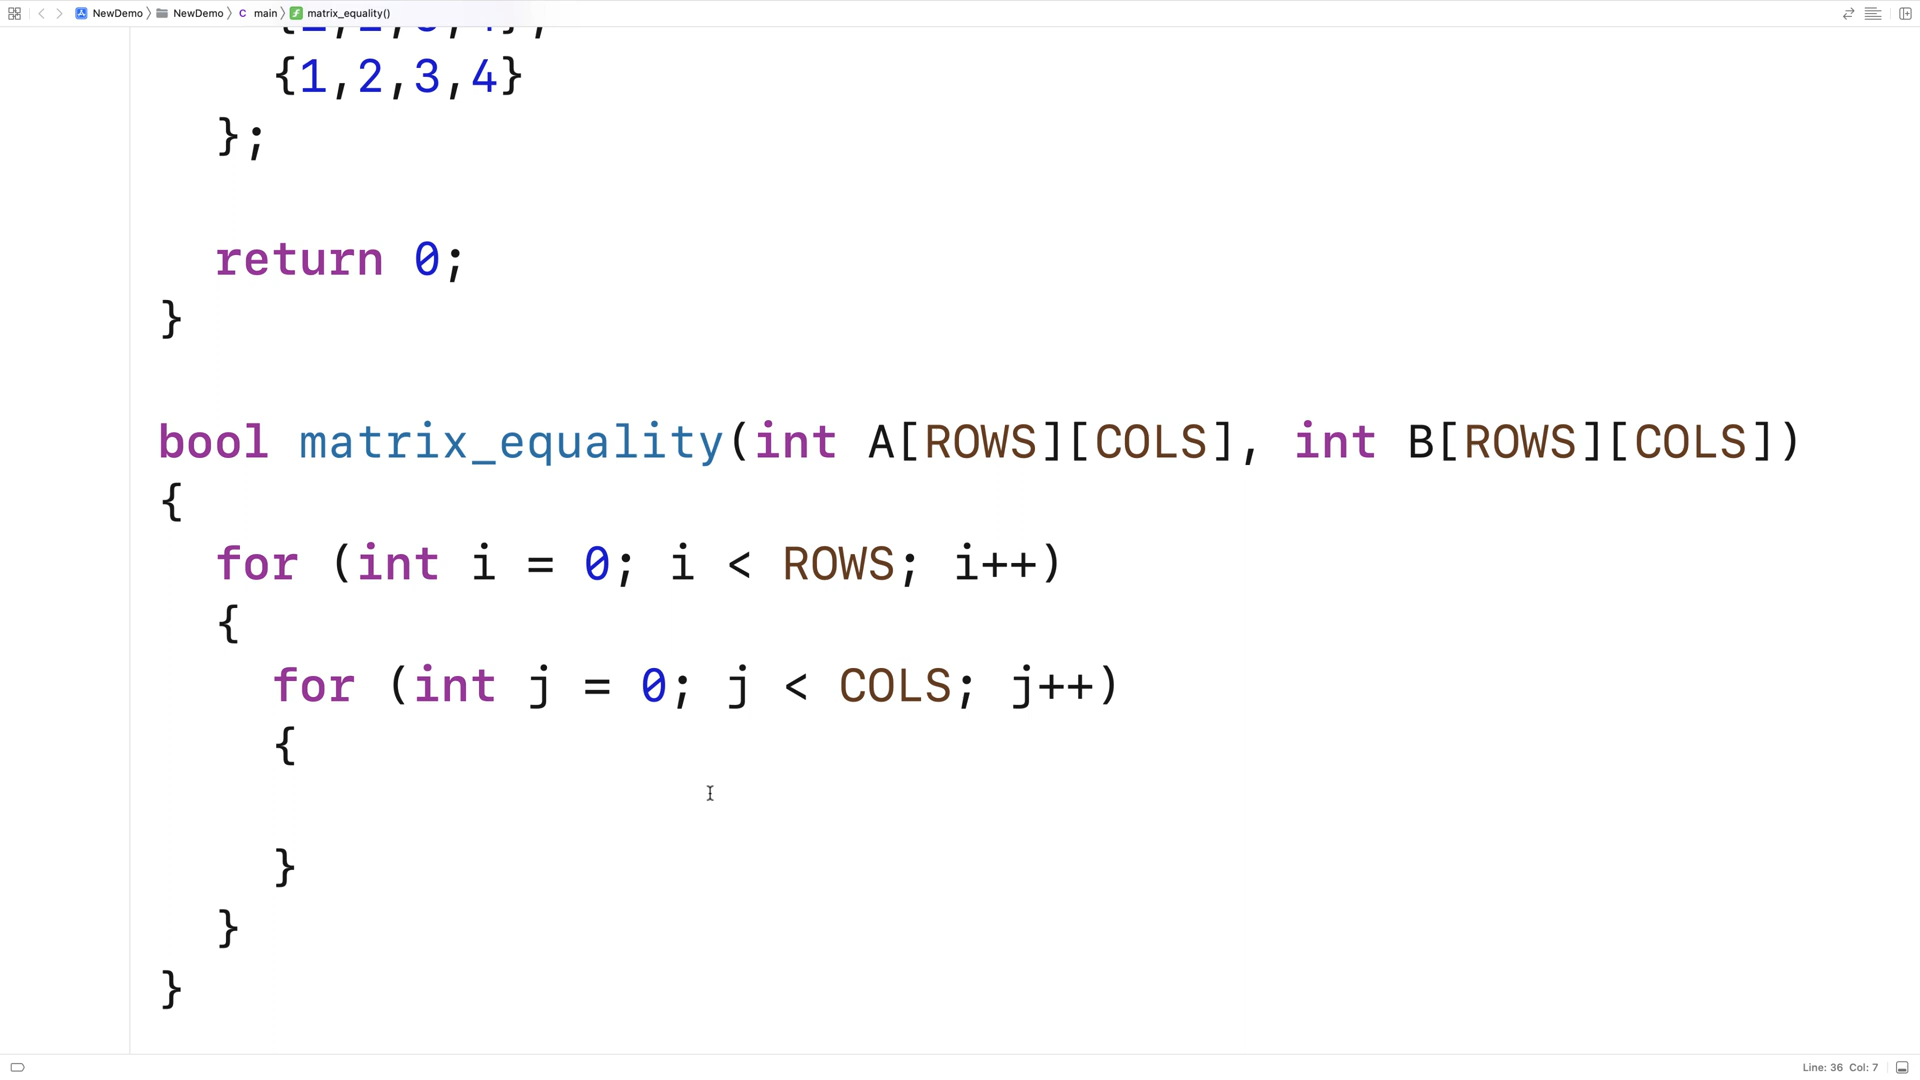 NewDemo NewDemo C main f matrix_equality()
{1,2,3,4}
};
return 0;
}
bool matrix_equality(int A[ROWS][COLS], int B[ROWS][COLS])
{
for (int i = 0; i < ROWS; i++)
{
for (int j = 0; j < COLS; j++)
{
}
}
}
Line: 36 Col: 7